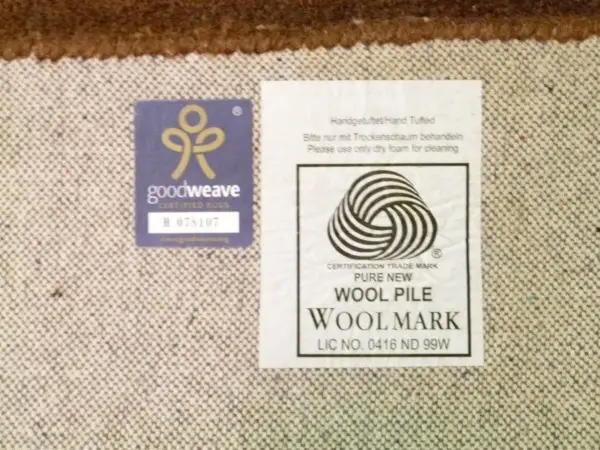 ®
goodweave
CERTIFIED RUGS
H 078107
Handgetuftet/Hand Tufted
Bitte nur mit Trockenschaum behandeln
Please use only dry foam for cleaning
®
CERTIFICATION TRADE MARK
PURE NEW
WOOL PILE
WOOLMARK
LIC NO. 0416 ND 99W